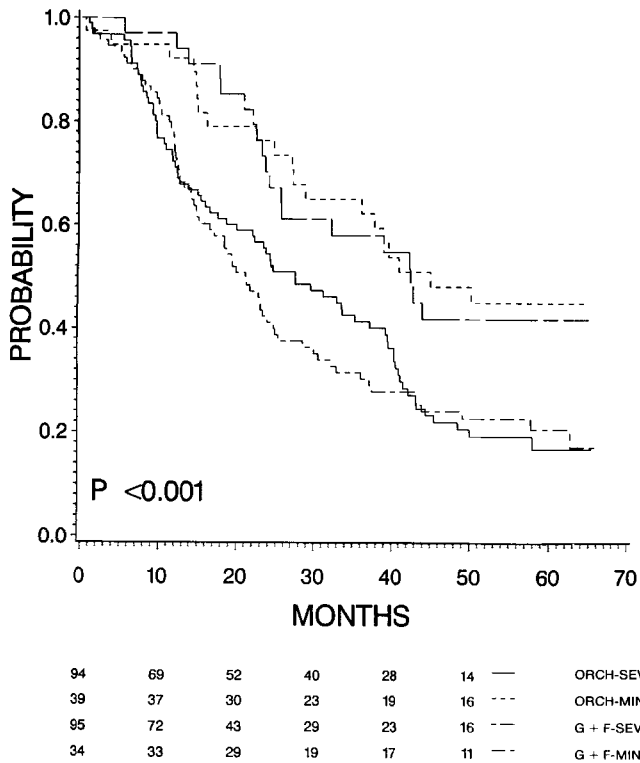 1.0
0.8
0.6
0.4
0.2
0.0
PROBABILITY
P <0.001
0 10 20 30 40 50 60 70
MONTHS
94 69 52 40 28 14 ORCH-SEV
39 37 30 23 19 16 ORCH-MIN
95 72 43 29 23 16 G + F-SEV
34 33 29 19 17 11 G + F-MIN